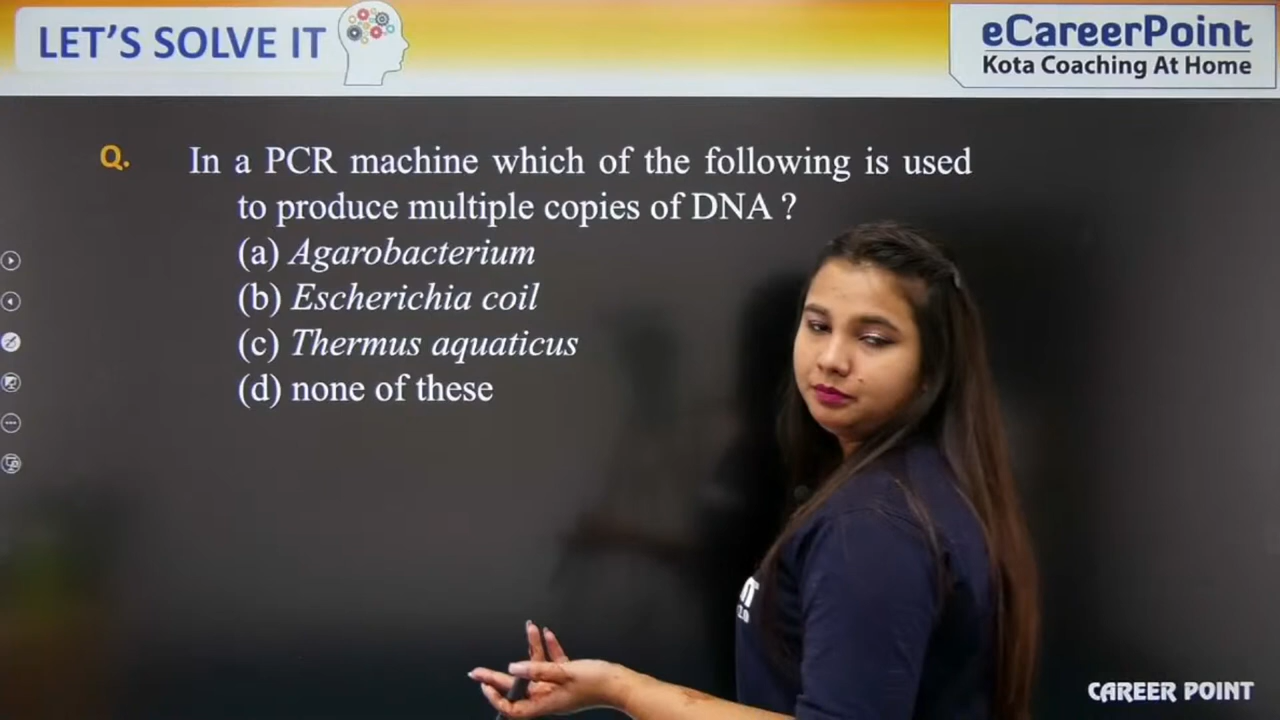 LET'S SOLVE IT
eCareerPoint
Kota Coaching At Home
Q. In a PCR machine which of the following is used
to produce multiple copies of DNA ?
(a) Agarobacterium
(b) Escherichia coil
(c) Thermus aquaticus
(d) none of these
CAREER POINT